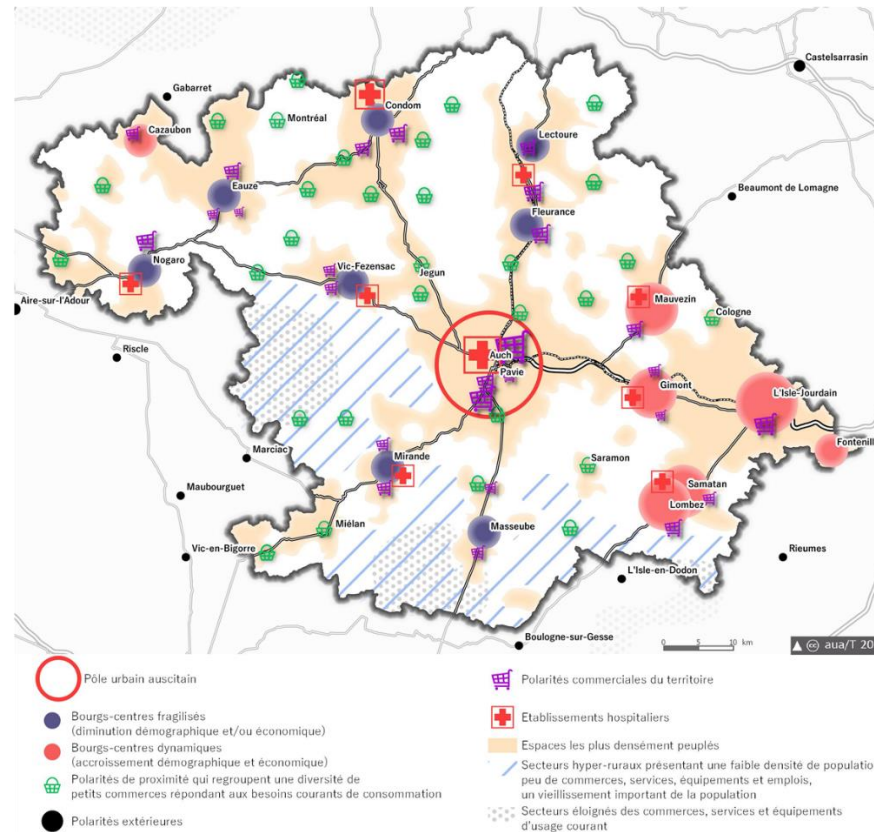 Castelsarrasin
Gabarret
Condom
Montréal
Cazaubon
Lectoure
Eauze
Beaumont de Lomagne
Fleurance
Nogaro
Vic-Fezensac
Jegun
Mauvezin
Aire-sur-l'Adour
Cologne
Riscle
Auch
Pavie
Gimont
L'Isle-Jourdain
Fontenill
Marciac
Mirande
Saramon
Samatan
Maubourguet
Lombez
Miélan
Masseube
Vic-en-Bigorre
Rieumes
L'Isle-en-Dodon
Boulogne-sur-Gesse
0 5 10 km
aua/T 20
Pôle urbain auscitain
Bourgs-centres fragilisés
(diminution démographique et/ou économique)
Bourgs-centres dynamiques
(accroissement démographique et économique)
Polarités de proximité qui regroupent une diversité de
petits commerces répondant aux besoins courants de consommation
Polarités extérieures
Polarités commerciales du territoire
Etablissements hospitaliers
Espaces les plus densément peuplés
Secteurs hyper-ruraux présentant une faible densité de populatio
peu de commerces, services, équipements et emplois,
un vieillissement important de la population
Secteurs éloignés des commerces, services et équipements
d'usage courant